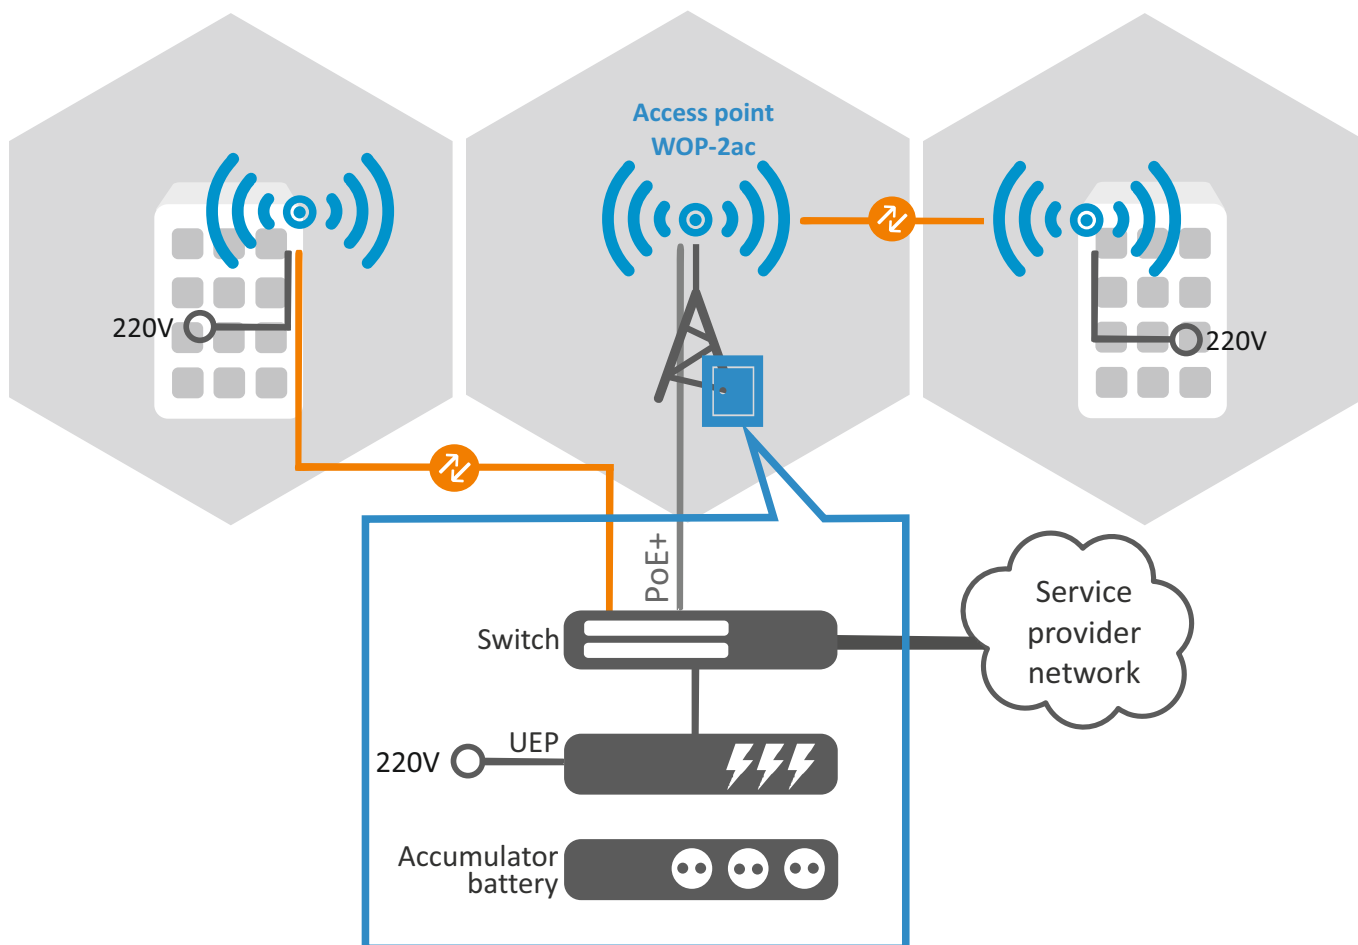 Access point
WOP-2ac
220V
220V
PoE+
Switch
Service
provider
network
UEP
220V
Accumulator
battery